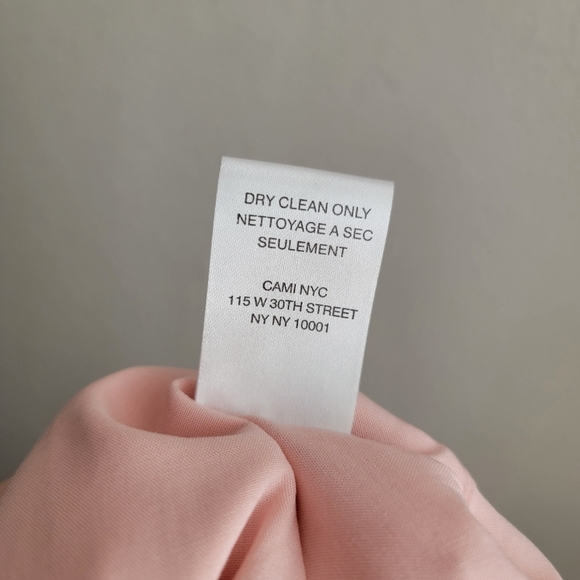 DRY CLEAN ONLY
NETTOYAGE A SEC
SEULEMENT
CAMI NYC
115 W 30TH STREET
NY NY 10001